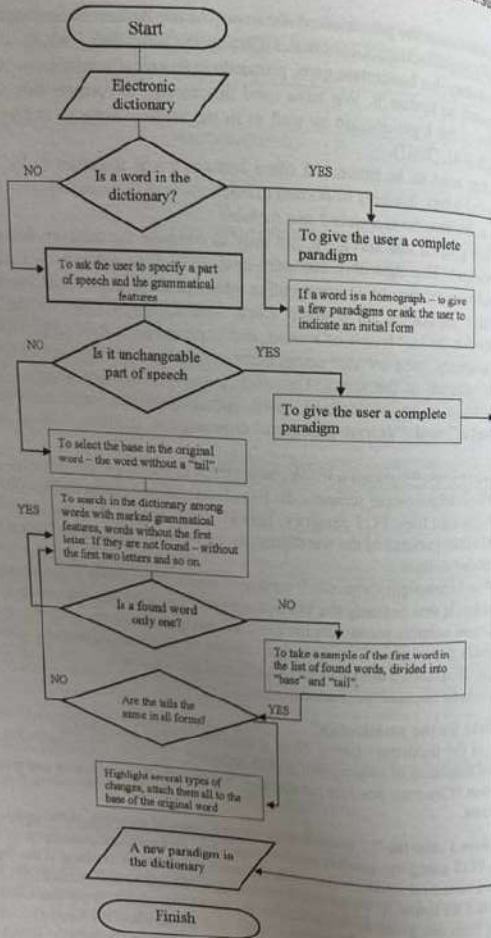 Start
Electronic
dictionary
Is a word in the
dictionary?
NO
YES
To give the user a complete
paradigm
To ask the user to specify a part
of speech and the grammatical
features
If a word is a homograph – to give
a few paradigms or ask the user to
indicate an initial form
NO
Is it unchangeable
part of speech
YES
To give the user a complete
paradigm
To select the base in the original
word – the word without a "tail".
YES
To search in the dictionary among
words with marked grammatical
features, words without the first
letter. If they are not found – without
the first two letters and so on
Is a found word
only one?
NO
To take a sample of the first word in
the list of found words, divided into
"base" and "tail".
NO
Are the tails the
same in all forms?
YES
Highlight several types of
changes, attach them all to the
base of the original word
A new paradigm in
the dictionary
Finish